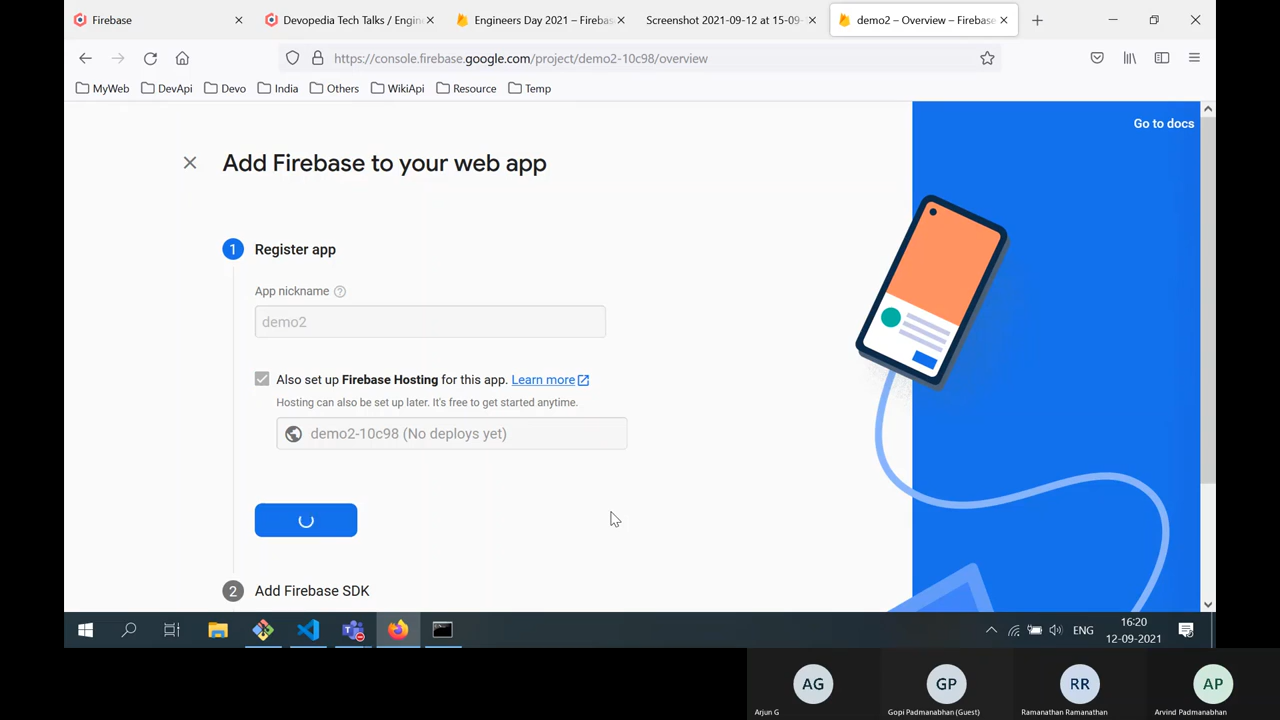 Firebase
Devopedia Tech Talks / Engine
Engineers Day 2021 – Firebas
Screenshot 2021-09-12 at 15-09-
demo2 – Overview – Firebase
https://console.firebase.google.com/project/demo2-10c98/overview
MyWeb
DevApi
Devo
India
Others
WikiApi
Resource
Temp
Go to docs
Add Firebase to your web app
1 Register app
App nickname
demo2
Also set up Firebase Hosting for this app. Learn more
Hosting can also be set up later. It's free to get started anytime.
demo2-10c98 (No deploys yet)
2 Add Firebase SDK
ENG
16:20
12-09-2021
AG
GP
RR
AP
Arjun G
Gopi Padmanabhan (Guest)
Ramanathan Ramanathan
Arvind Padmanabhan